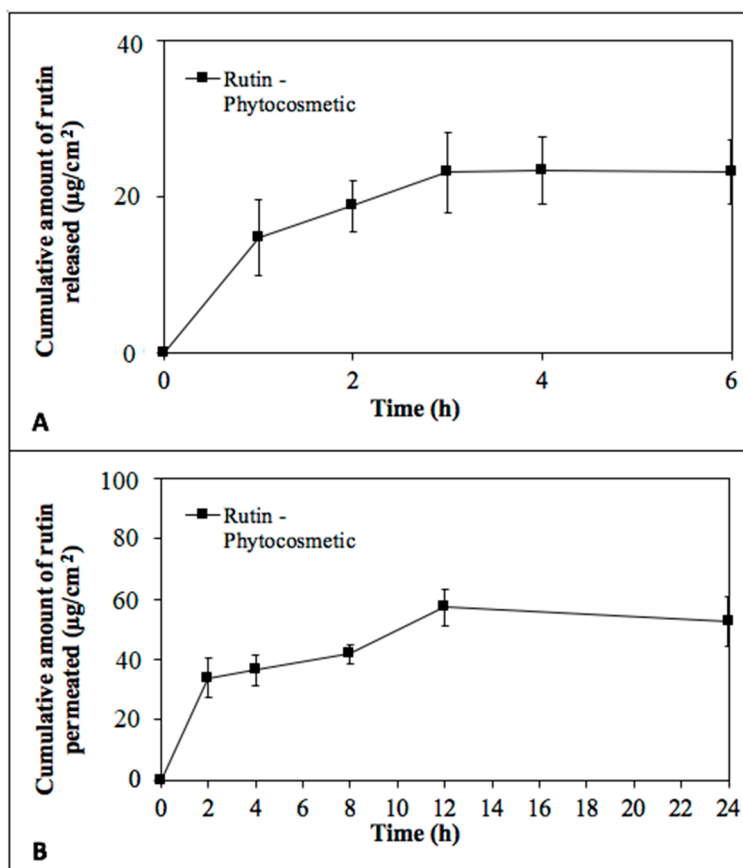 40
20
0
Cumulative amount of rutin
released (µg/cm²)
Rutin -
Phytocosmetic
0 2 4 6
Time (h)
A
100
80
60
40
20
0
Cumulative amount of rutin
permeated (µg/cm²)
Rutin -
Phytocosmetic
0 2 4 6 8 10 12 14 16 18 20 22 24
Time (h)
B